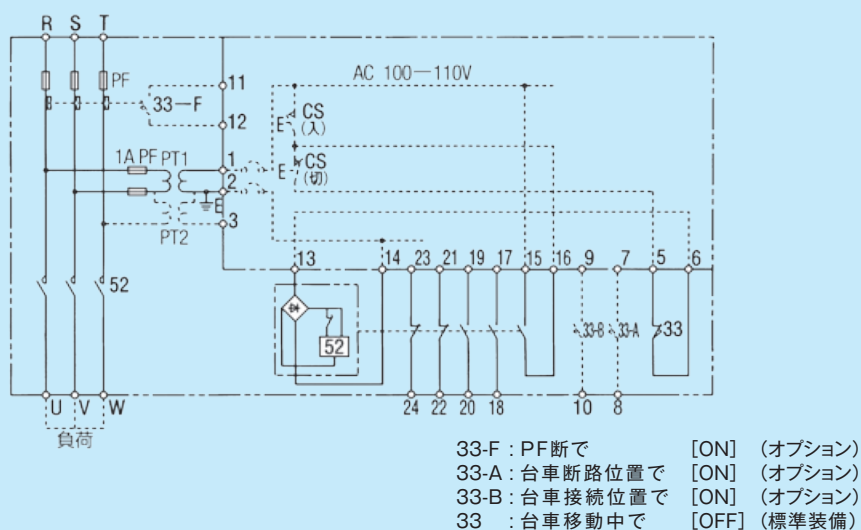 R S T
PF
33-F
11
12
AC 100-110V
E CS
(入)
E CS
(切)
1A PF PT1
1
2
E
3
PT2
52
13 14 23 21 19 17 15 16 9 7 5 6
52
33-B 33-A 33
24 22 20 18 10 8
U V W
負荷
33-F : PF断で [ON] (オプション)
33-A : 台車断路位置で [ON] (オプション)
33-B : 台車接続位置で [ON] (オプション)
33 : 台車移動中で [OFF] (標準装備)